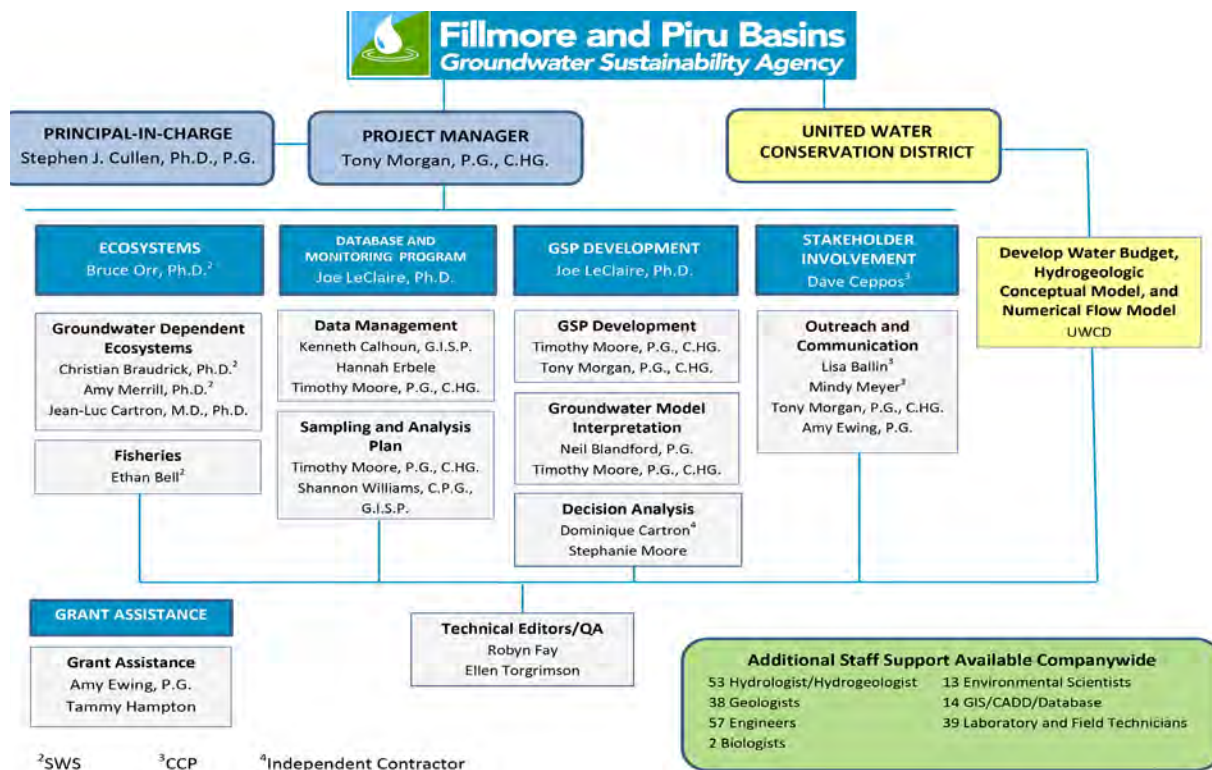 Fillmore and Piru Basins
Groundwater Sustainability Agency
PRINCIPAL-IN-CHARGE
Stephen J. Cullen, Ph.D., P.G.
PROJECT MANAGER
Tony Morgan, P.G., C.HG.
UNITED WATER
CONSERVATION DISTRICT
ECOSYSTEMS
Bruce Orr, Ph.D.²
Groundwater Dependent
Ecosystems
Christian Braudrick, Ph.D.²
Amy Merrill, Ph.D.²
Jean-Luc Cartron, M.D., Ph.D.
Fisheries
Ethan Bell²
DATABASE AND
MONITORING PROGRAM
Joe LeClaire, Ph.D.
Data Management
Kenneth Calhoun, G.I.S.P.
Hannah Erbele
Timothy Moore, P.G., C.HG.
Sampling and Analysis
Plan
Timothy Moore, P.G., C.HG.
Shannon Williams, C.P.G.,
G.I.S.P.
GSP DEVELOPMENT
Joe LeClaire, Ph.D.
GSP Development
Timothy Moore, P.G., C.HG.
Tony Morgan, P.G., C.HG.
Groundwater Model
Interpretation
Neil Blandford, P.G.
Timothy Moore, P.G., C.HG.
Decision Analysis
Dominique Cartron⁴
Stephanie Moore
STAKEHOLDER
INVOLVEMENT
Dave Ceppos³
Outreach and
Communication
Lisa Ballin³
Mindy Meyer³
Tony Morgan, P.G., C.HG.
Amy Ewing, P.G.
Develop Water Budget,
Hydrogeologic
Conceptual Model, and
Numerical Flow Model
UWCD
GRANT ASSISTANCE
Grant Assistance
Amy Ewing, P.G.
Tammy Hampton
Technical Editors/QA
Robyn Fay
Ellen Torgrimson
Additional Staff Support Available Companywide
53 Hydrologist/Hydrogeologist
38 Geologists
57 Engineers
2 Biologists
13 Environmental Scientists
14 GIS/CADD/Database
39 Laboratory and Field Technicians
²SWS ³CCP ⁴Independent Contractor